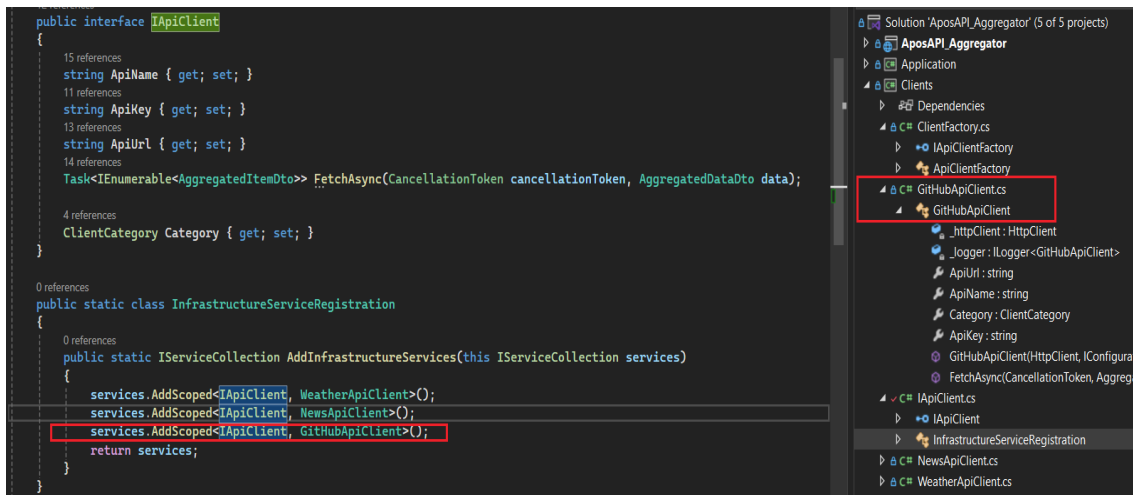 public interface IApiClient
{
15 references
string ApiName { get; set; }
11 references
string ApiKey { get; set; }
13 references
string ApiUrl { get; set; }
14 references
Task<IEnumerable<AggregatedItemDto>> FetchAsync(CancellationToken cancellationToken, AggregatedDataDto data);
4 references
ClientCategory Category { get; set; }
}
0 references
public static class InfrastructureServiceRegistration
{
0 references
public static IServiceCollection AddInfrastructureServices(this IServiceCollection services)
{
services.AddScoped<IApiClient, WeatherApiClient>();
services.AddScoped<IApiClient, NewsApiClient>();
services.AddScoped<IApiClient, GitHubApiClient>();
return services;
}
}
Solution 'AposAPI_Aggregator' (5 of 5 projects)
AposAPI_Aggregator
C# Application
C# Clients
Dependencies
C# ClientFactory.cs
IApiClientFactory
ApiClientFactory
C# GitHubApiClient.cs
GitHubApiClient
_httpClient : HttpClient
_logger : ILogger<GitHubApiClient>
ApiUrl : string
ApiName : string
Category : ClientCategory
ApiKey : string
GitHubApiClient(HttpClient, IConfigura
FetchAsync(CancellationToken, Aggrega
C# IApiClient.cs
IApiClient
InfrastructureServiceRegistration
C# NewsApiClient.cs
C# WeatherApiClient.cs